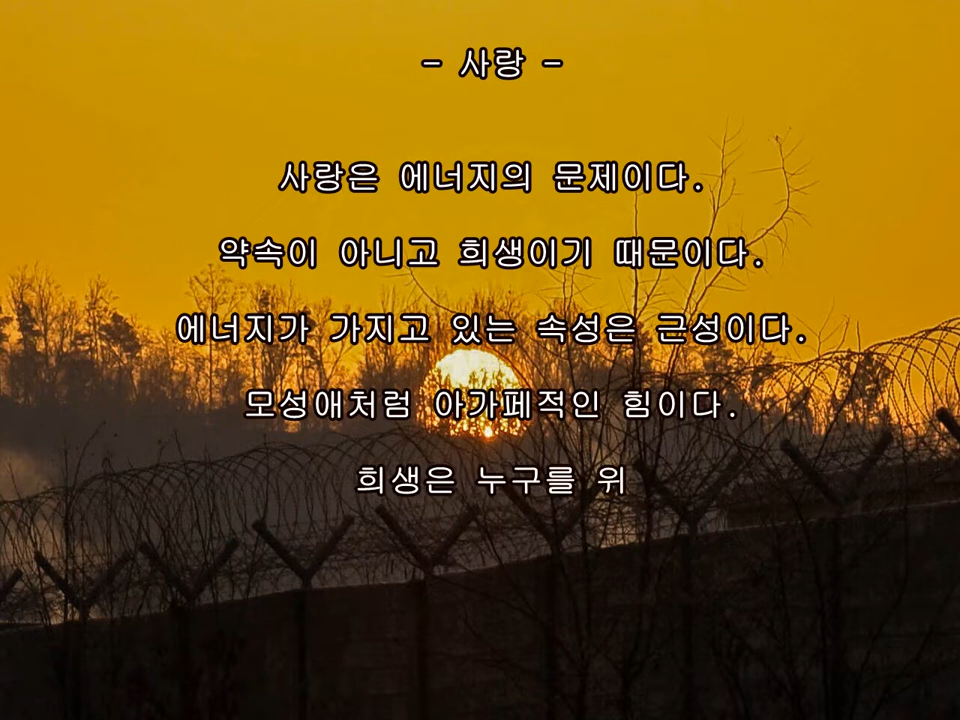 - 사랑 -
사랑은 에너지의 문제이다.
약속이 아니고 희생이기 때문이다.
에너지가 가지고 있는 속성은 근성이다.
모성애처럼 아가페적인 힘이다.
희생은 누구를 위